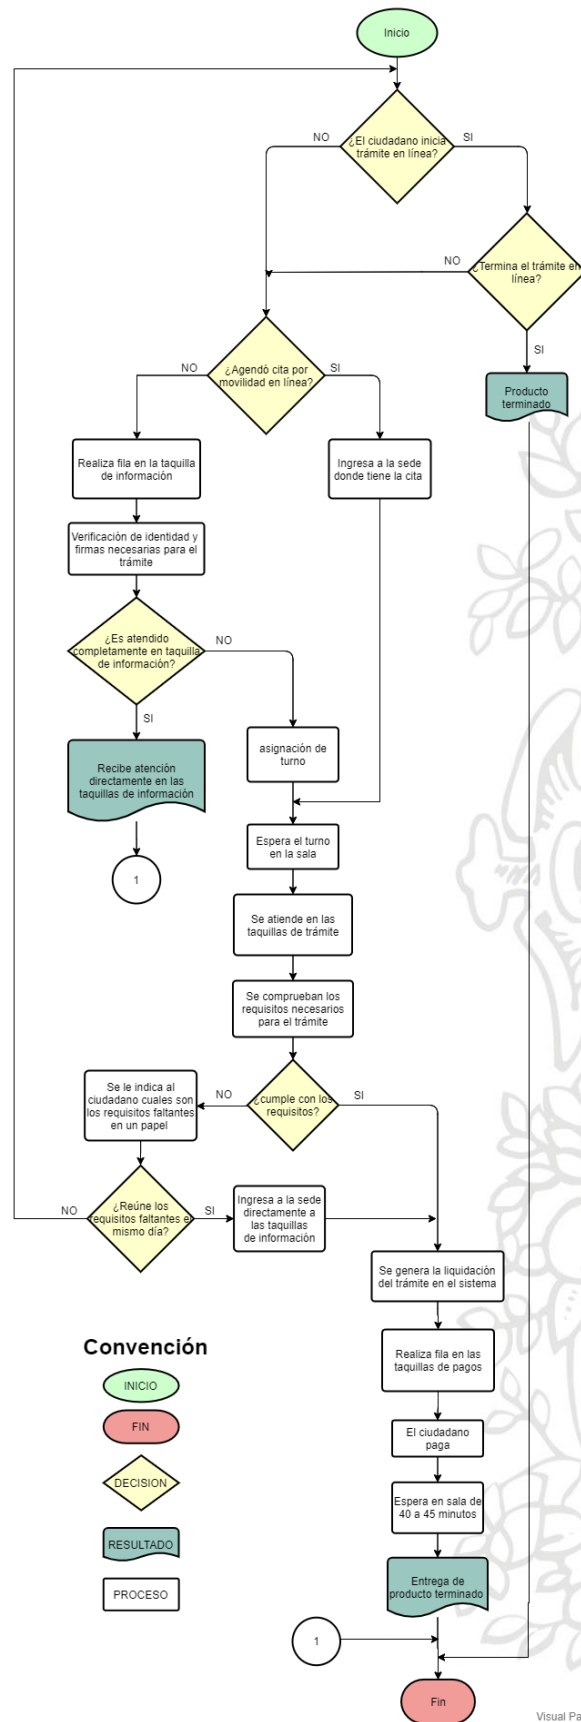 Inicio
¿El ciudadano inicia
trámite en línea?
NO
SI
¿Termina el trámite en
línea?
NO
SI
Producto
terminado
¿Agendó cita por
movilidad en línea?
NO
SI
Realiza fila en la taquilla
de información
Ingresa a la sede
donde tiene la cita
Verificación de identidad y
firmas necesarias para el
trámite
¿Es atendido
completamente en taquilla
de información?
NO
SI
Recibe atención
directamente en las
taquillas de información
asignación de
turno
1
Espera el turno
en la sala
Se atiende en las
taquillas de trámite
Se comprueban los
requisitos necesarios
para el trámite
¿cumple con los
requisitos?
NO
SI
Se le indica al
ciudadano cuales son
los requisitos faltantes
en un papel
¿Reúne los
requisitos faltantes el
mismo día?
NO
SI
Ingresa a la sede
directamente a
las taquillas
de información
Se genera la liquidación
del trámite en el sistema
Realiza fila en las
taquillas de pagos
El ciudadano
paga
Espera en sala de
40 a 45 minutos
Entrega de
producto terminado
1
Fin
Convención
INICIO
FIN
DECISION
RESULTADO
PROCESO
Visual Pa